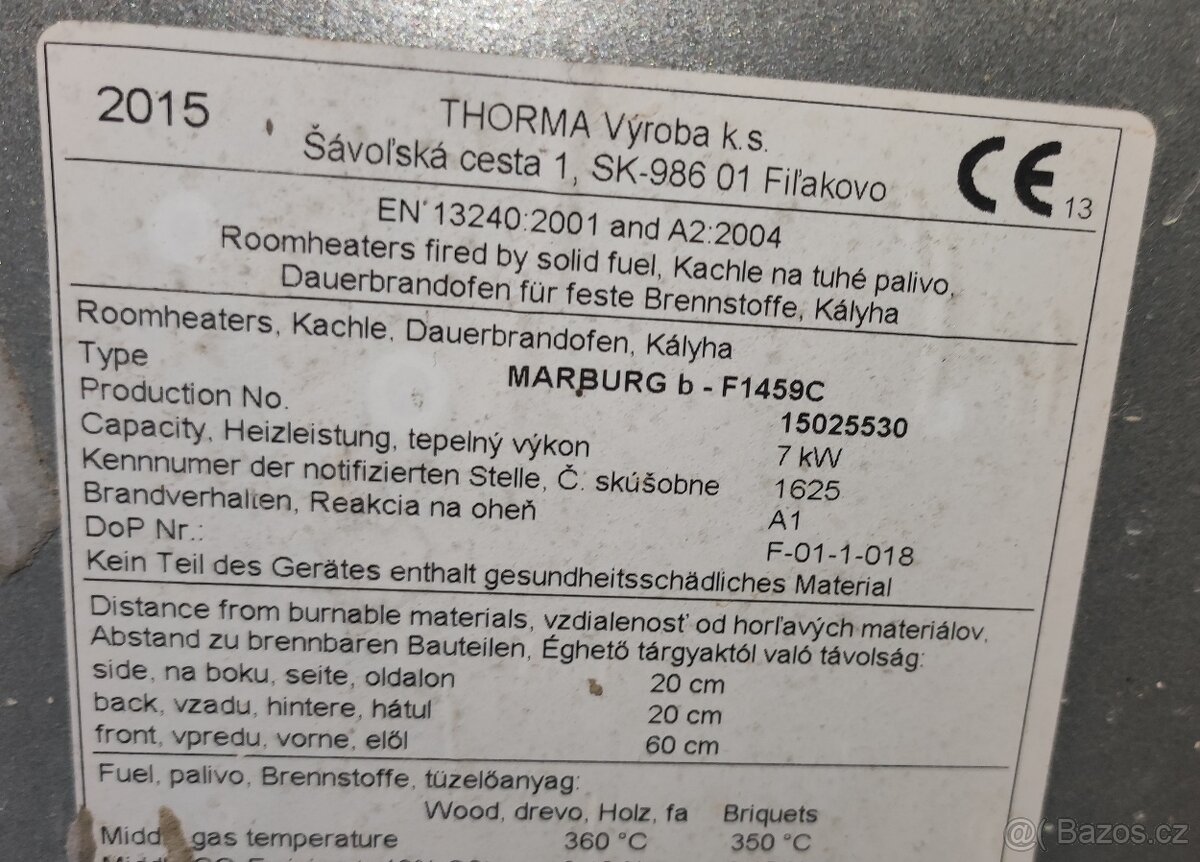 2015
THORMA Výroba k.s.
Šávoľská cesta 1, SK-986 01 Fiľakovo
CE 13
EN 13240:2001 and A2:2004
Roomheaters fired by solid fuel, Kachle na tuhé palivo,
Dauerbrandofen für feste Brennstoffe, Kályha
Roomheaters, Kachle, Dauerbrandofen, Kályha
Type MARBURG b - F1459C
Production No. 15025530
Capacity, Heizleistung, tepelný výkon 7 kW
Kennnumer der notifizierten Stelle, Č. skúšobne 1625
Brandverhalten, Reakcia na oheň A1
DoP Nr.: F-01-1-018
Kein Teil des Gerätes enthalt gesundheitsschädliches Material
Distance from burnable materials, vzdialenosť od horľavých materiálov,
Abstand zu brennbaren Bauteilen, Éghető tárgyaktól való távolság:
side, na boku, seite, oldalon 20 cm
back, vzadu, hintere, hátul 20 cm
front, vpredu, vorne, elől 60 cm
Fuel, palivo, Brennstoffe, tüzelőanyag:
Wood, drevo, Holz, fa Briquets
gas temperature 360 °C 350 °C
Bazos.cz